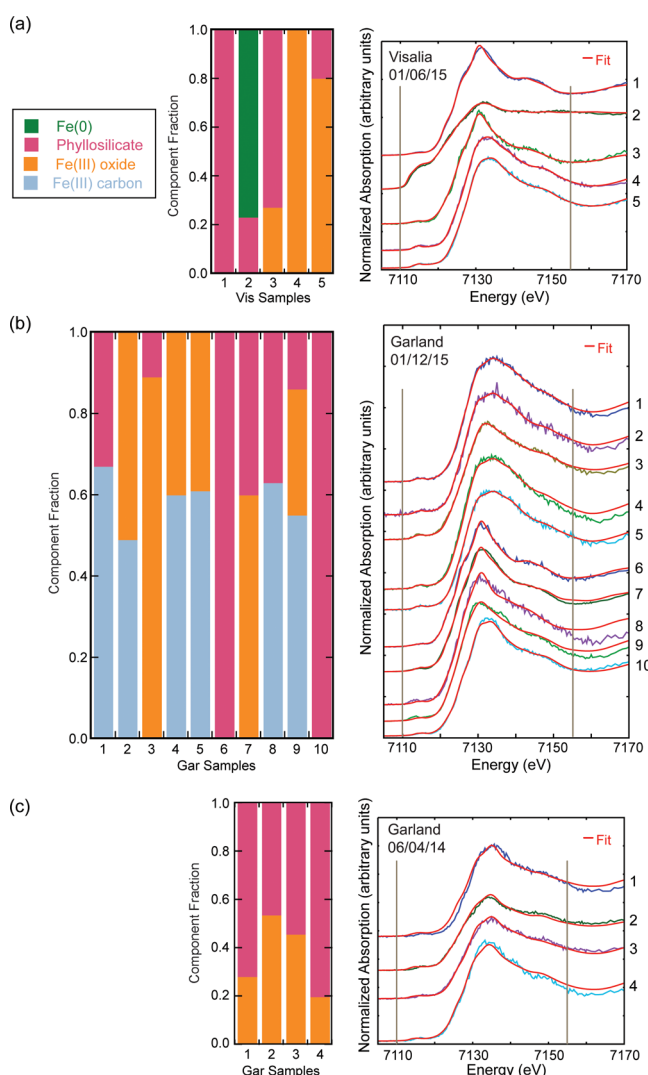 (a)
Fe(0)
Phyllosilicate
Fe(III) oxide
Fe(III) carbon
Component Fraction
1.0
0.8
0.6
0.4
0.2
0.0
1 2 3 4 5
Vis Samples
Normalized Absorption (arbitrary units)
Visalia
01/06/15
Fit
1
2
3
4
5
7110 7130 7150 7170
Energy (eV)
(b)
Component Fraction
1.0
0.8
0.6
0.4
0.2
0.0
1 2 3 4 5 6 7 8 9 10
Gar Samples
Normalized Absorption (arbitrary units)
Garland
01/12/15
Fit
1
2
3
4
5
6
7
8
9
10
7110 7130 7150 7170
Energy (eV)
(c)
Component Fraction
1.0
0.8
0.6
0.4
0.2
0.0
1 2 3 4
Gar Samples
Normalized Absorption (arbitrary units)
Garland
06/04/14
Fit
1
2
3
4
7110 7130 7150 7170
Energy (eV)